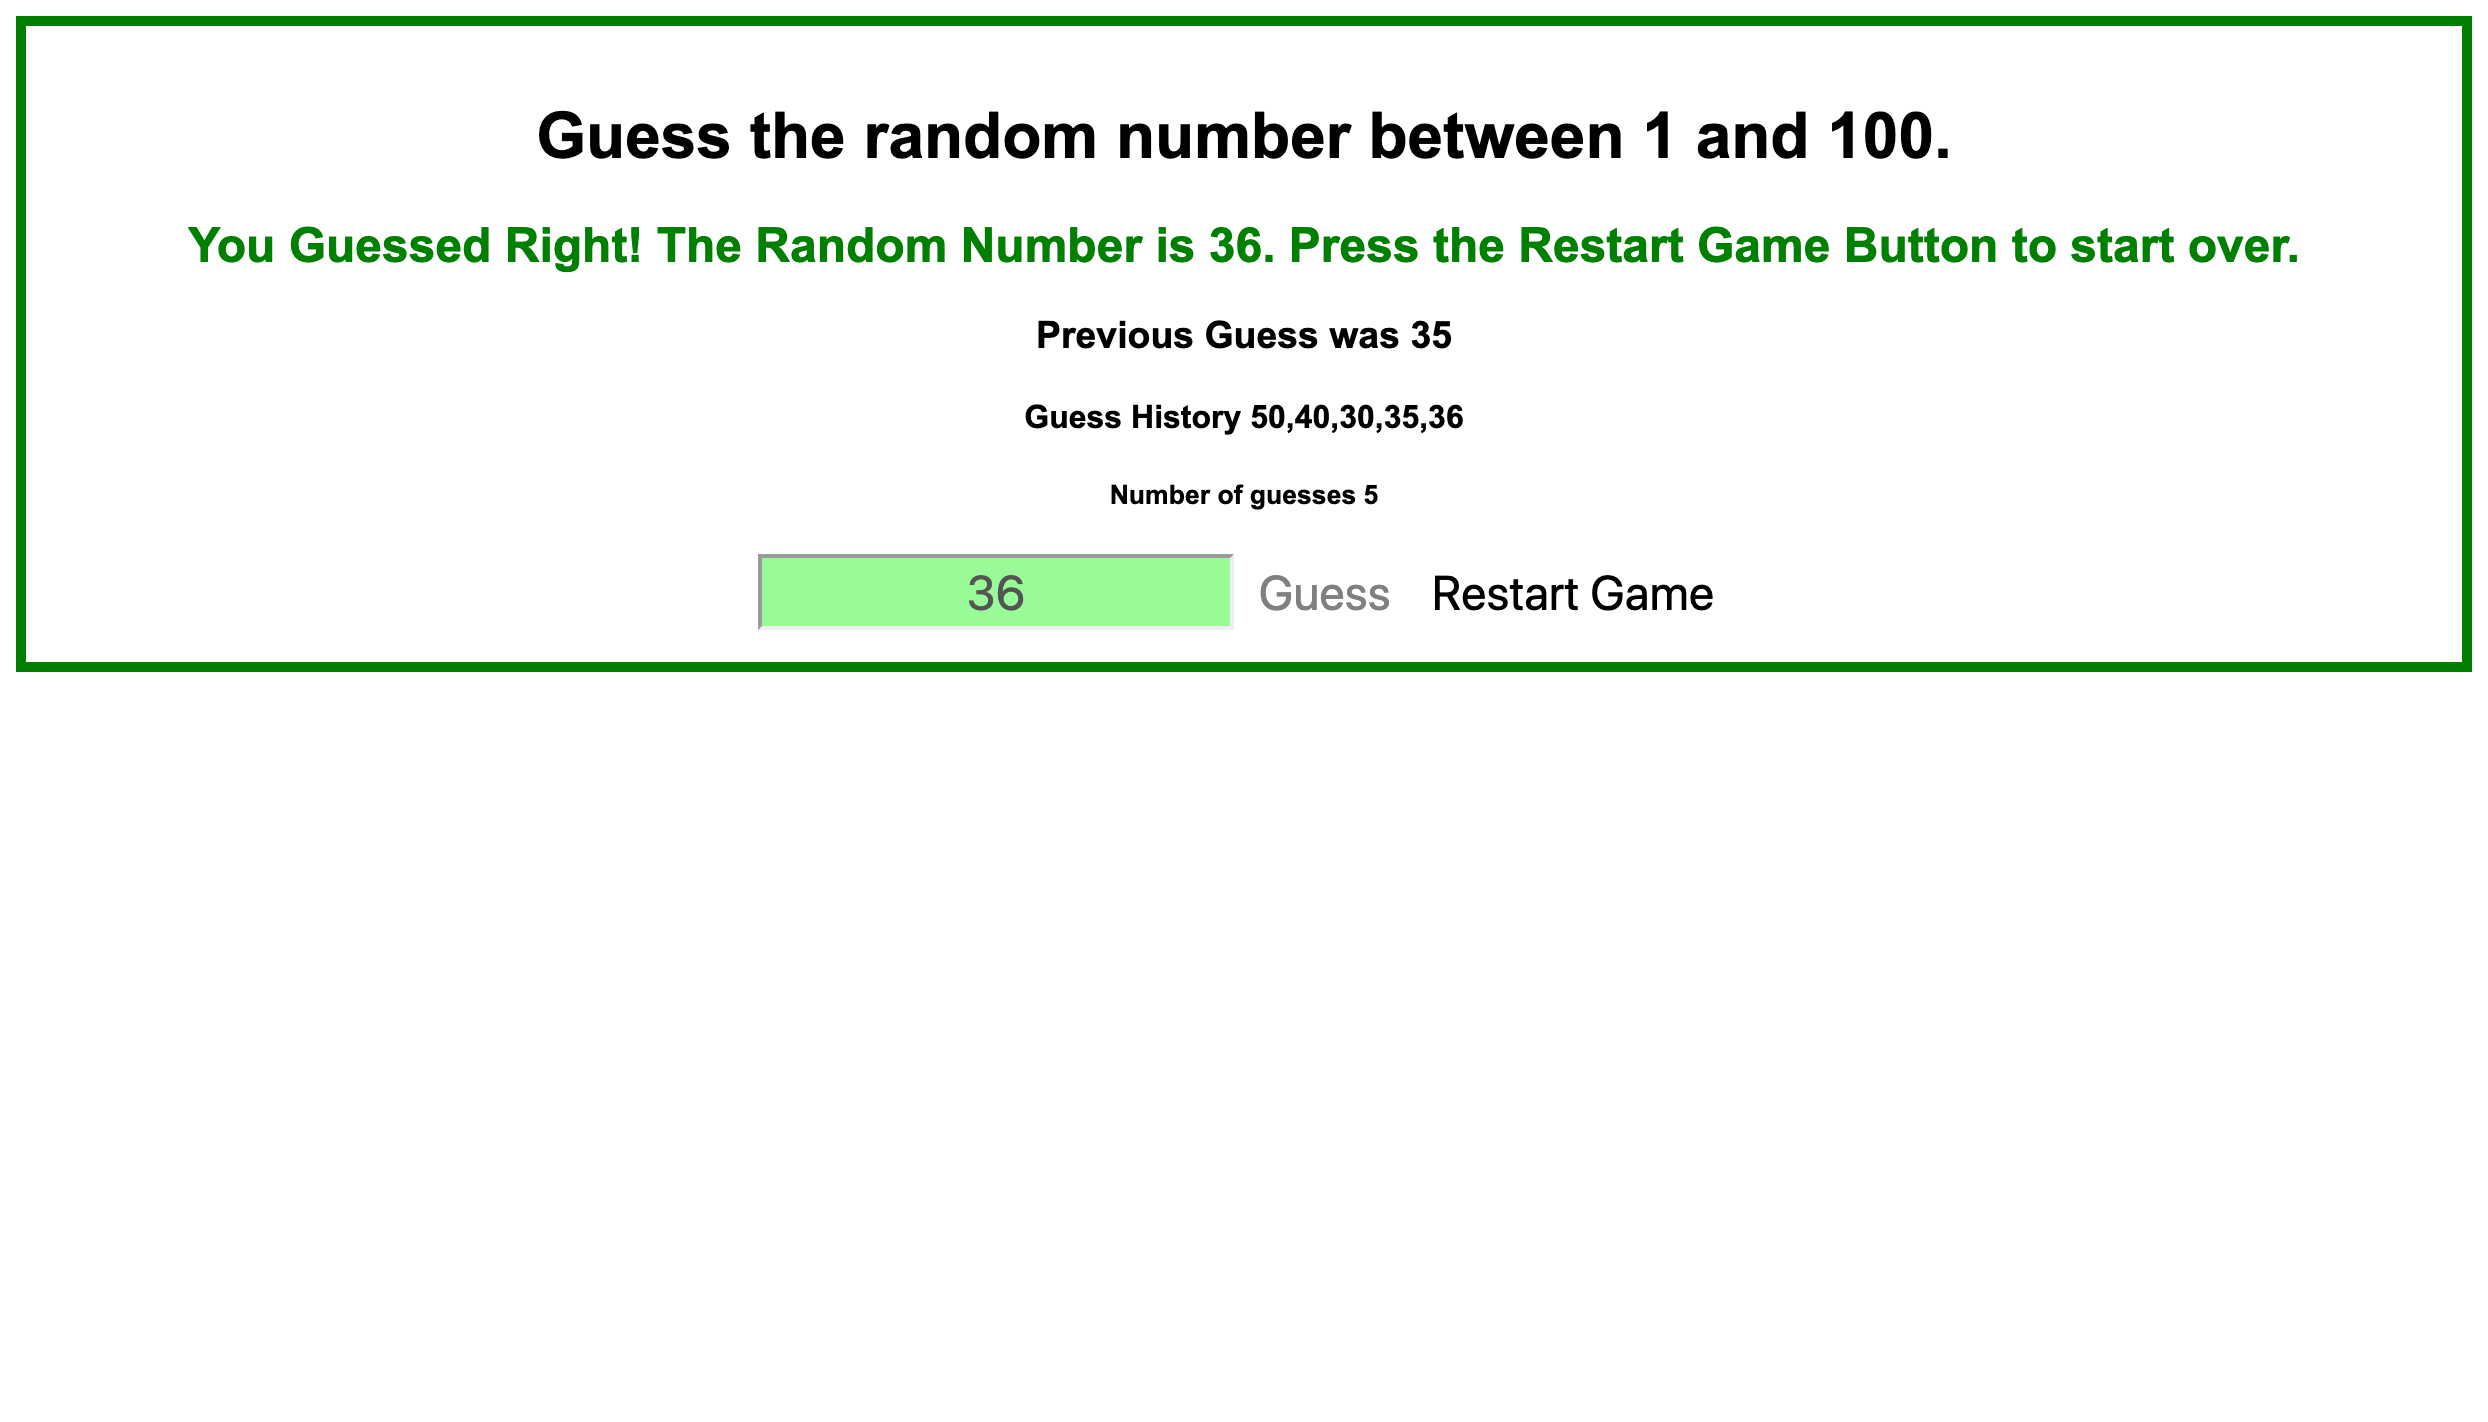 Guess the random number between 1 and 100.
You Guessed Right! The Random Number is 36. Press the Restart Game Button to start over.
Previous Guess was 35
Guess History 50,40,30,35,36
Number of guesses 5
36 Guess Restart Game